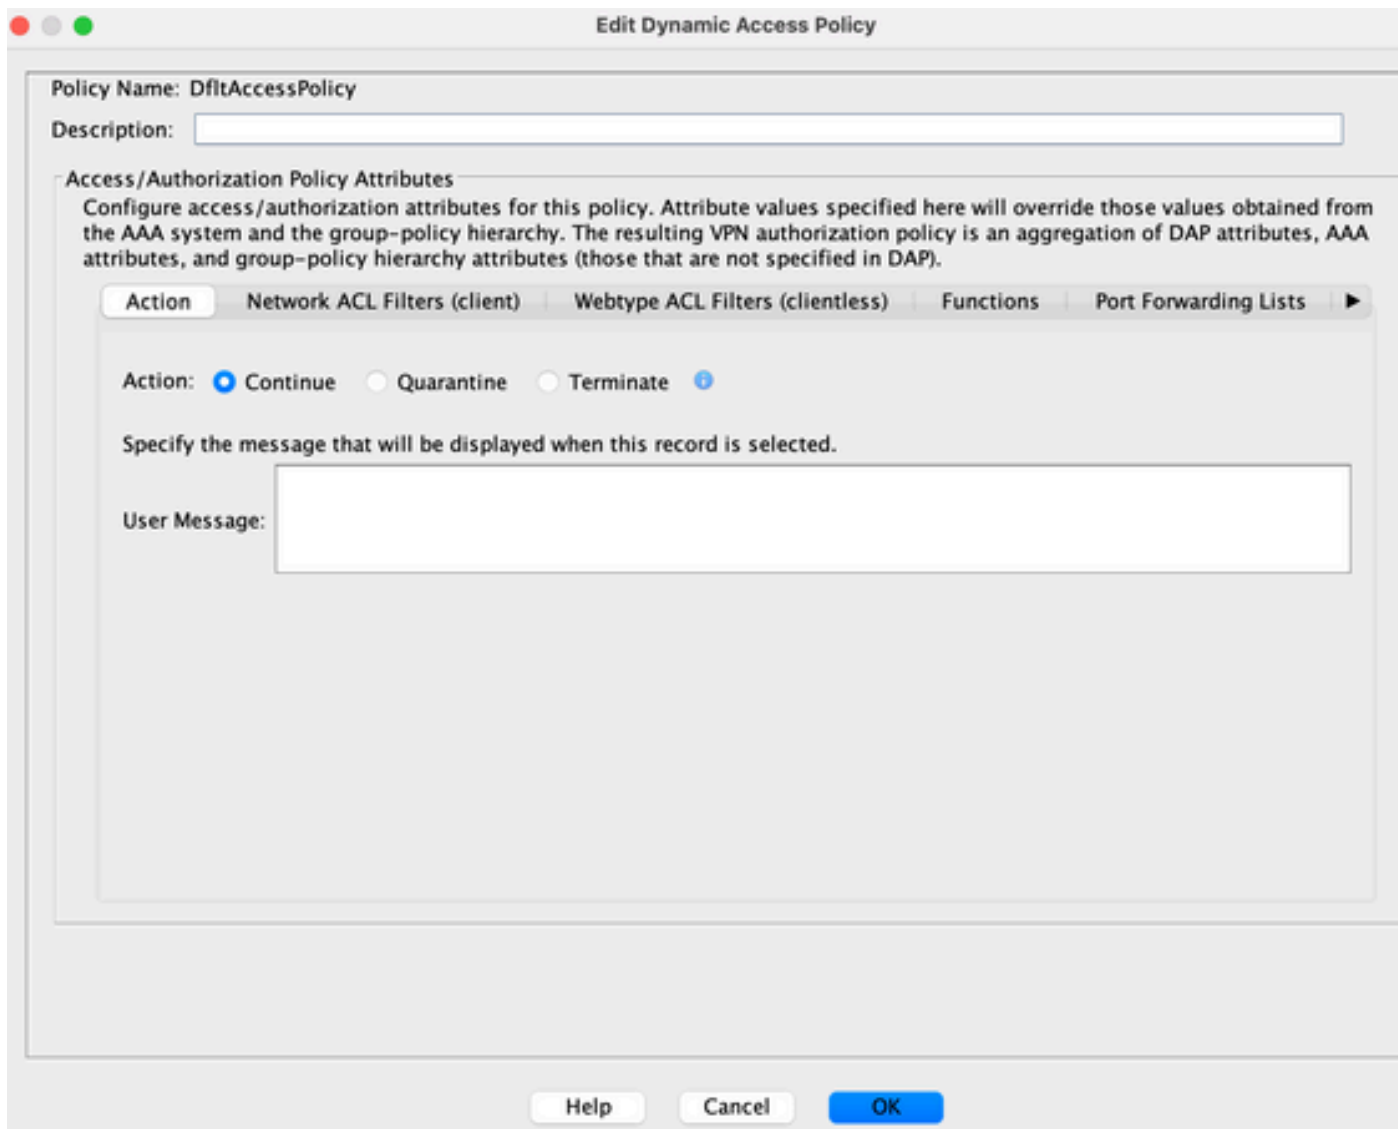 Edit Dynamic Access Policy
Policy Name: DfltAccessPolicy
Description:
Access/Authorization Policy Attributes
Configure access/authorization attributes for this policy. Attribute values specified here will override those values obtained from
the AAA system and the group-policy hierarchy. The resulting VPN authorization policy is an aggregation of DAP attributes, AAA
attributes, and group-policy hierarchy attributes (those that are not specified in DAP).
Action Network ACL Filters (client) Webtype ACL Filters (clientless) Functions Port Forwarding Lists
Action: Continue Quarantine Terminate
Specify the message that will be displayed when this record is selected.
User Message:
Help Cancel OK